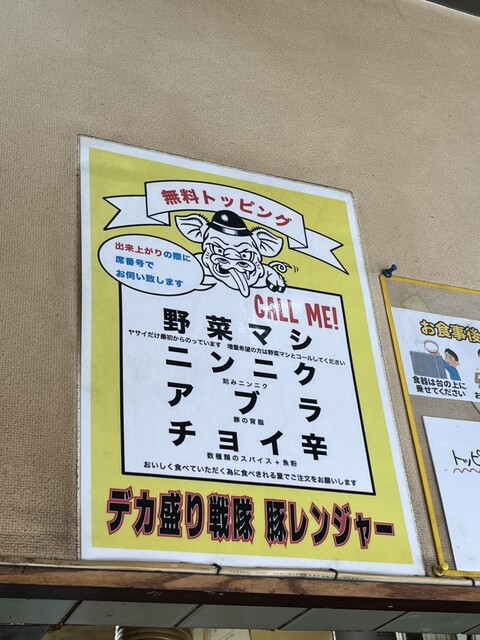 無料トッピング
出来上がりの際に
席番号で
お伺い致します
CALL ME!
野菜マシ
ヤサイだけ最初からのっています 増量希望の方は野菜マシとコールしてください
ニンニク
刻みニンニク
アブラ
豚の背脂
チョイ辛
数種類のスパイス+魚粉
おいしく食べていただく為に食べきれる量でご注文をお願いします
デカ盛り戦隊 豚レンジャー
お食事後
食器は台の上に
乗せてください
お
トッピ